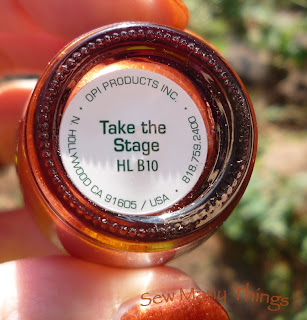 OPI PRODUCTS INC.
Take the
Stage
HL B10
N. HOLLYWOOD CA 91605 / USA
818.759.2400
Sew Many Things